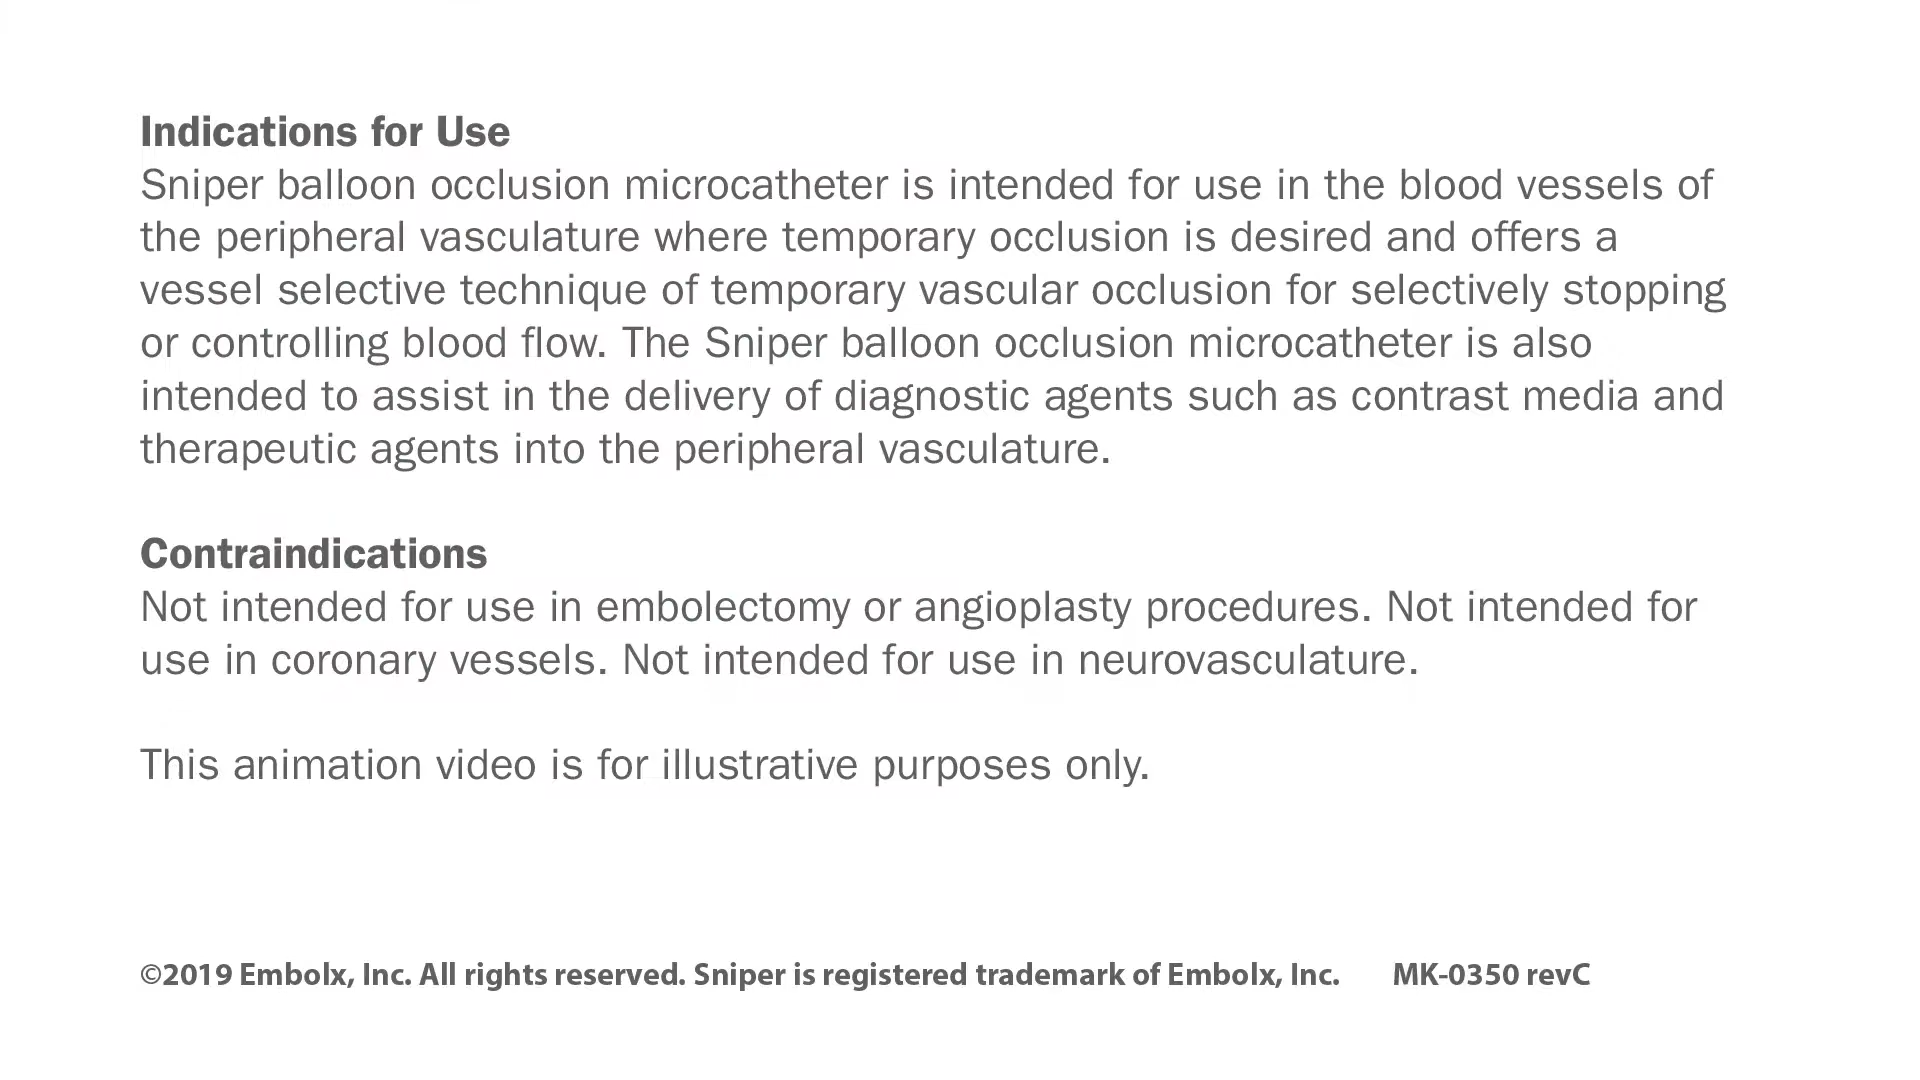 Indications for Use
Sniper balloon occlusion microcatheter is intended for use in the blood vessels of
the peripheral vasculature where temporary occlusion is desired and offers a
vessel selective technique of temporary vascular occlusion for selectively stopping
or controlling blood flow. The Sniper balloon occlusion microcatheter is also
intended to assist in the delivery of diagnostic agents such as contrast media and
therapeutic agents into the peripheral vasculature.
Contraindications
Not intended for use in embolectomy or angioplasty procedures. Not intended for
use in coronary vessels. Not intended for use in neurovasculature.
This animation video is for illustrative purposes only.
©2019 Embolx, Inc. All rights reserved. Sniper is registered trademark of Embolx, Inc. MK-0350 revC